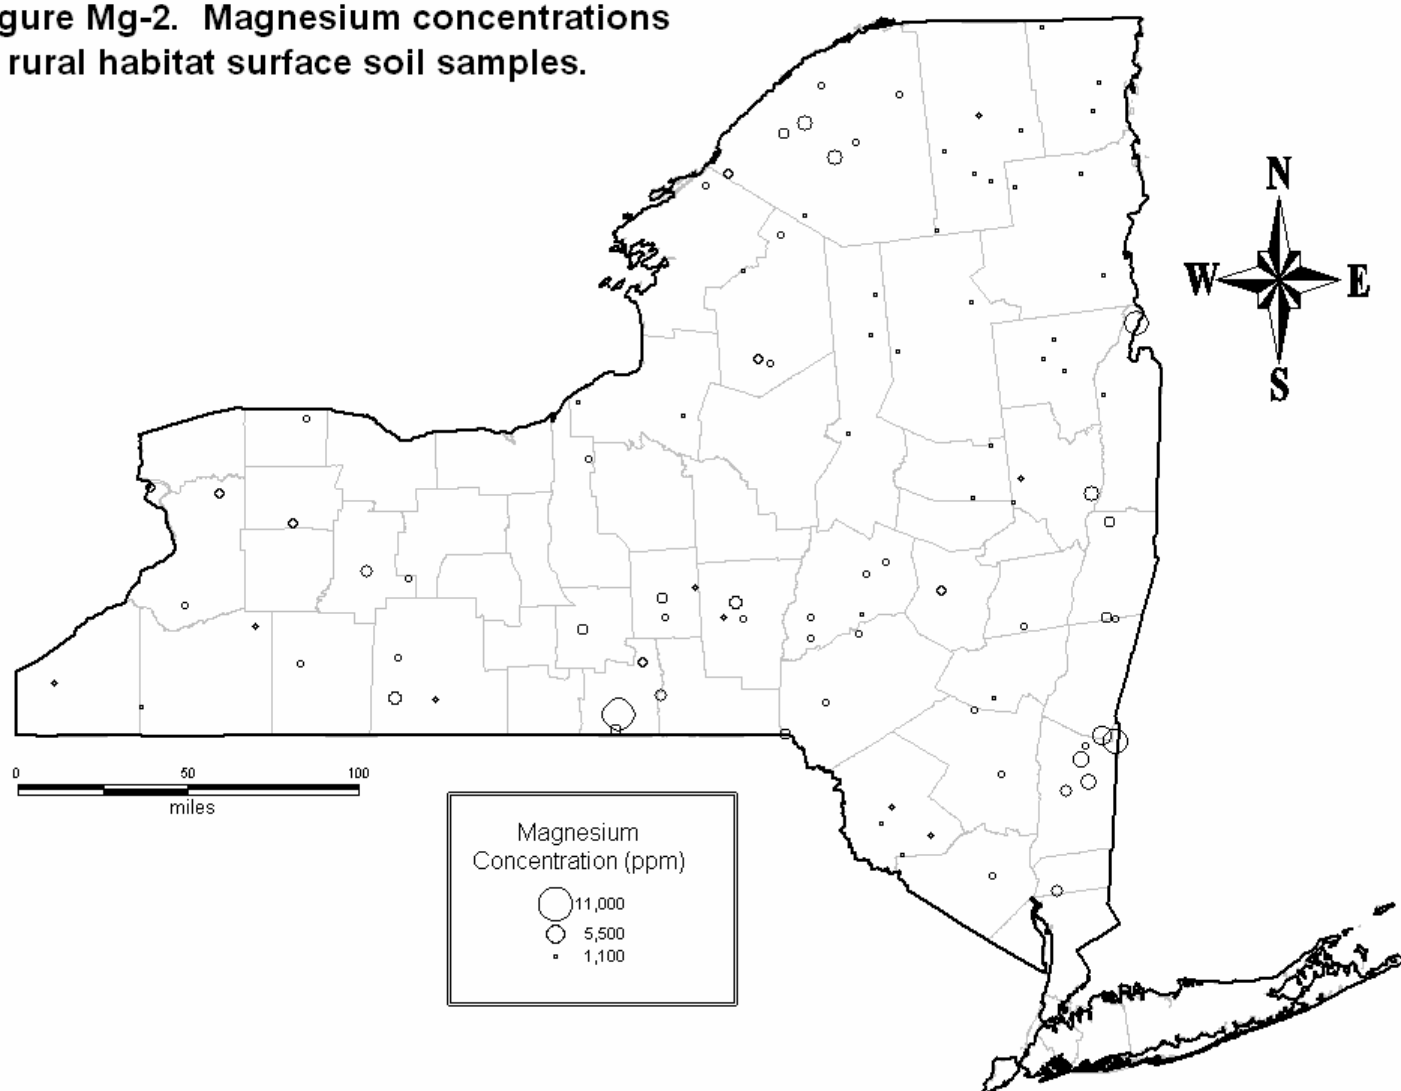 gure Mg-2. Magnesium concentrations
rural habitat surface soil samples.
N
W E
S
0 50 100
miles
Magnesium
Concentration (ppm)
11,000
5,500
1,100